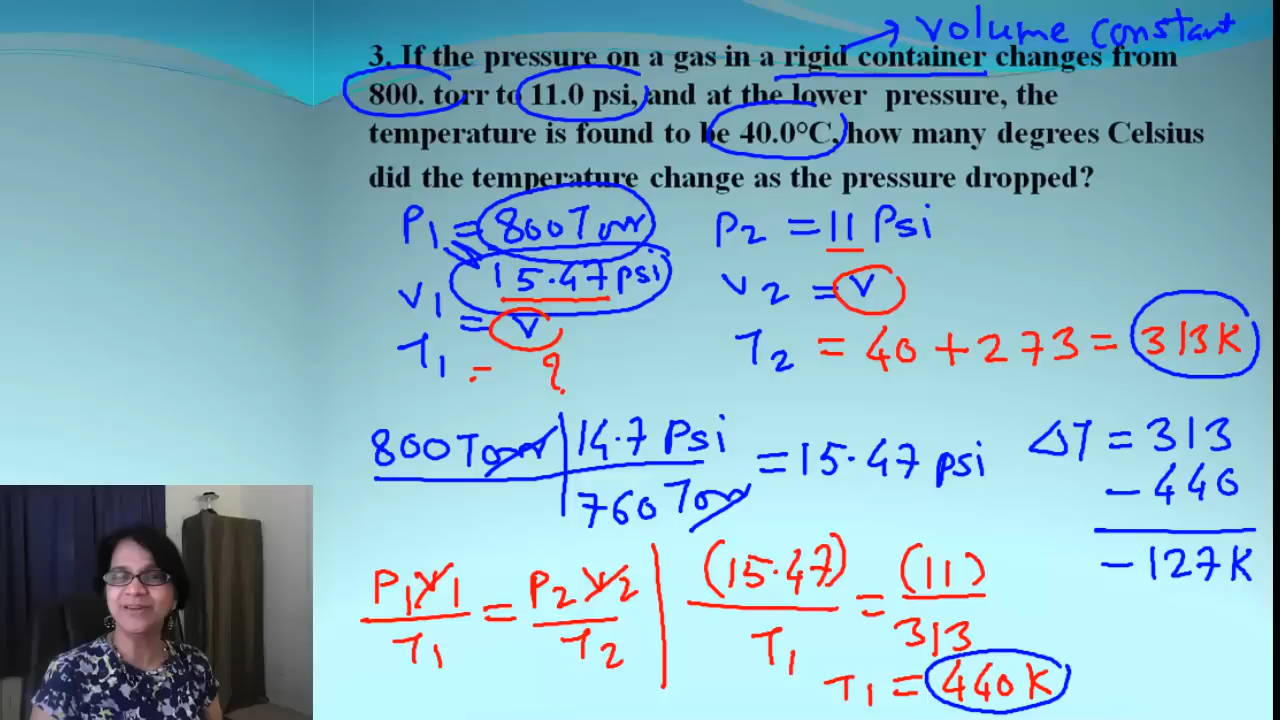 volume constant
3. If the pressure on a gas in a rigid container changes from
800. torr to 11.0 psi, and at the lower pressure, the
temperature is found to be 40.0°C, how many degrees Celsius
did the temperature change as the pressure dropped?
P1 = 800 Torr
P2 = 11 Psi
15.47 psi
V1 = V
V2 = V
T1 = ?
T2 = 40 + 273 = 313 K
800 Torr | 14.7 Psi
760 Torr
= 15.47 psi
ΔT = 313
- 440
- 127 K
P1V1 / T1 = P2V2 / T2
(15.47) / T1 = (11) / 313
T1 = 440 K